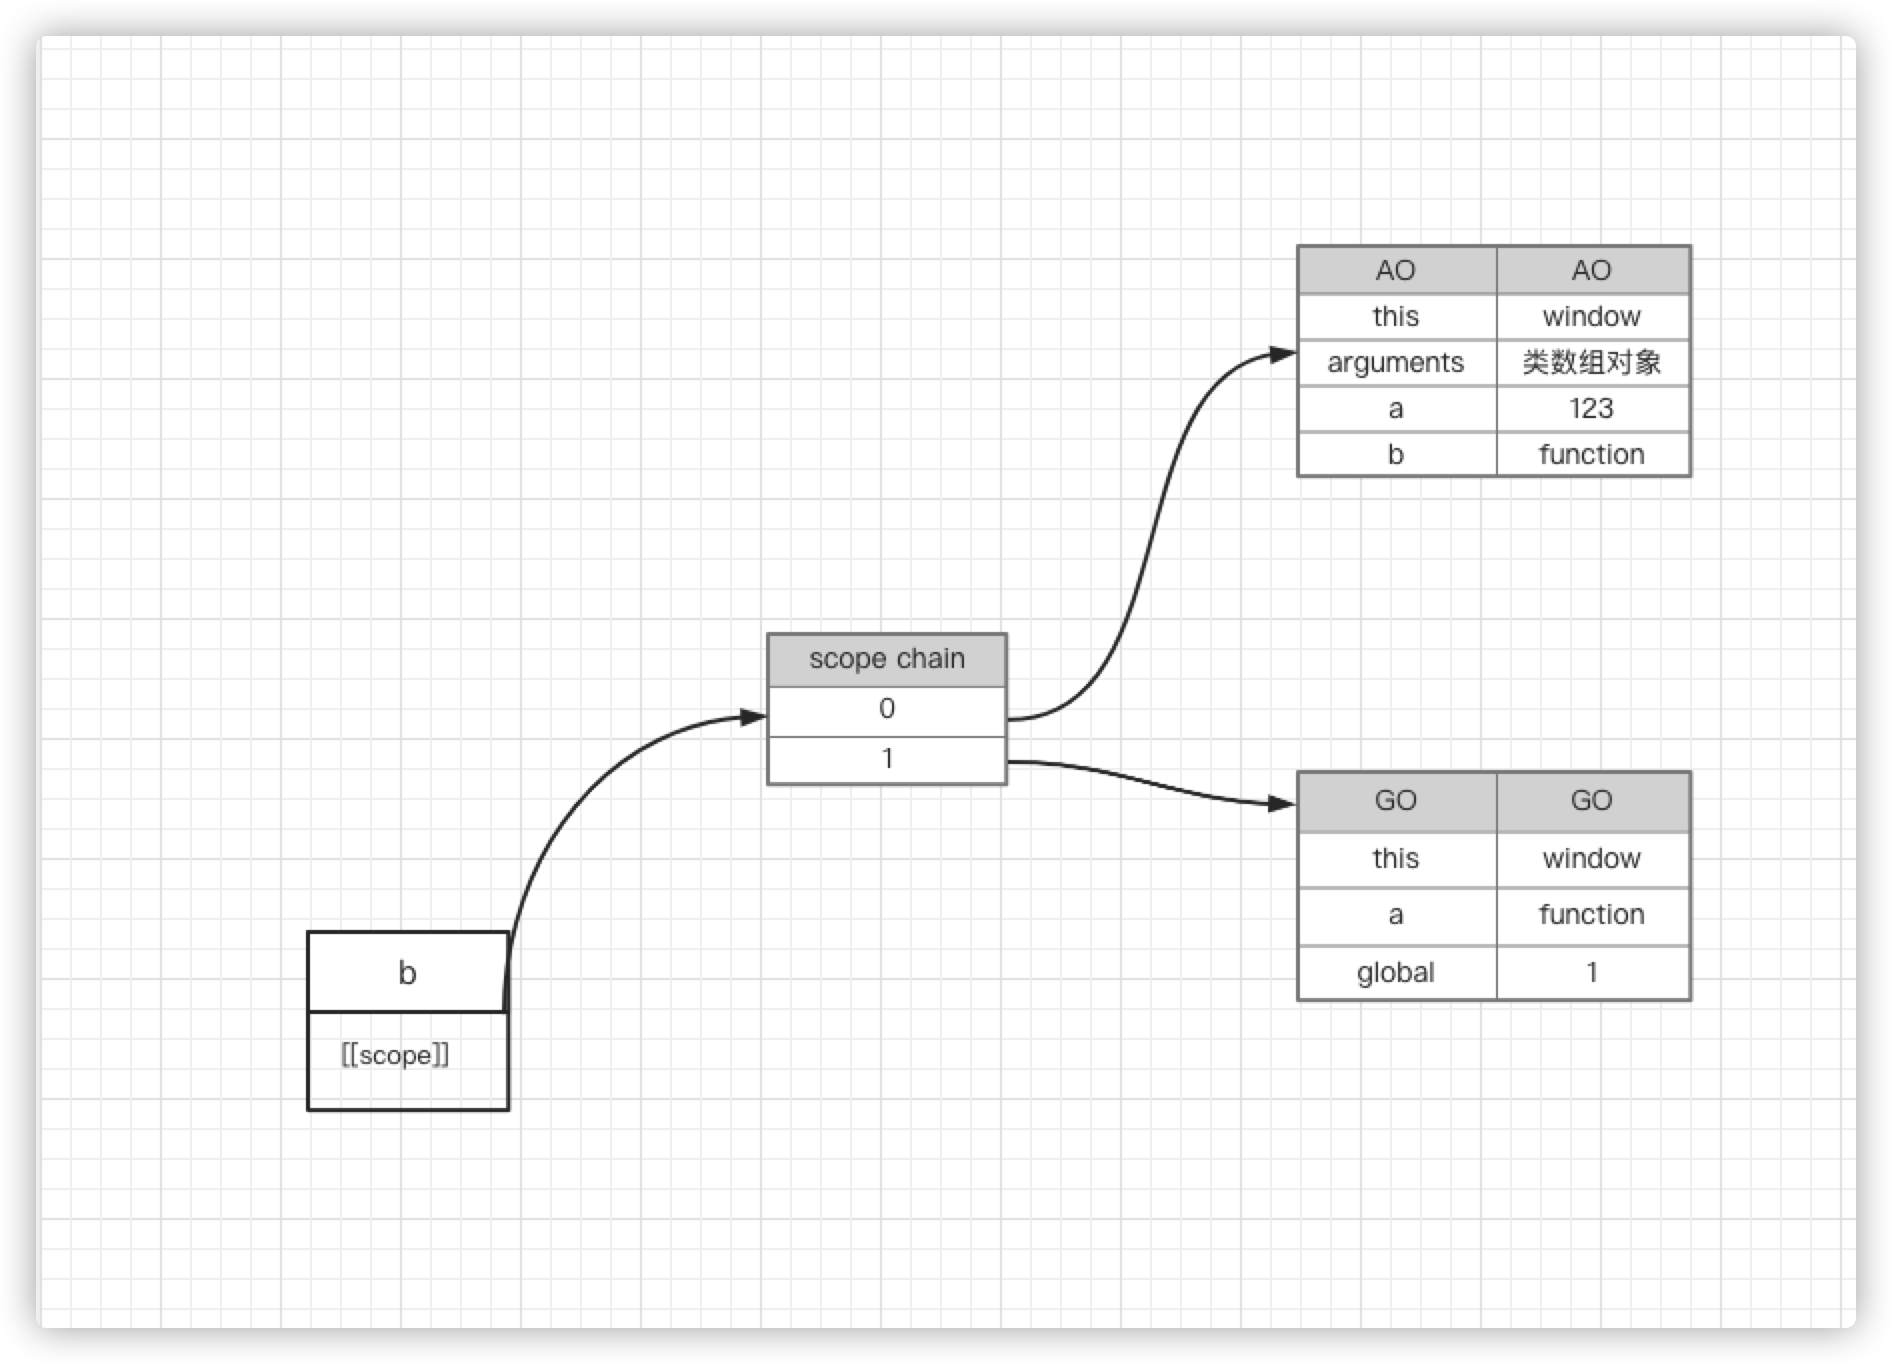 AO AO
this window
arguments 类数组对象
a 123
b function
scope chain
0
1
GO GO
this window
a function
global 1
b
[[scope]]